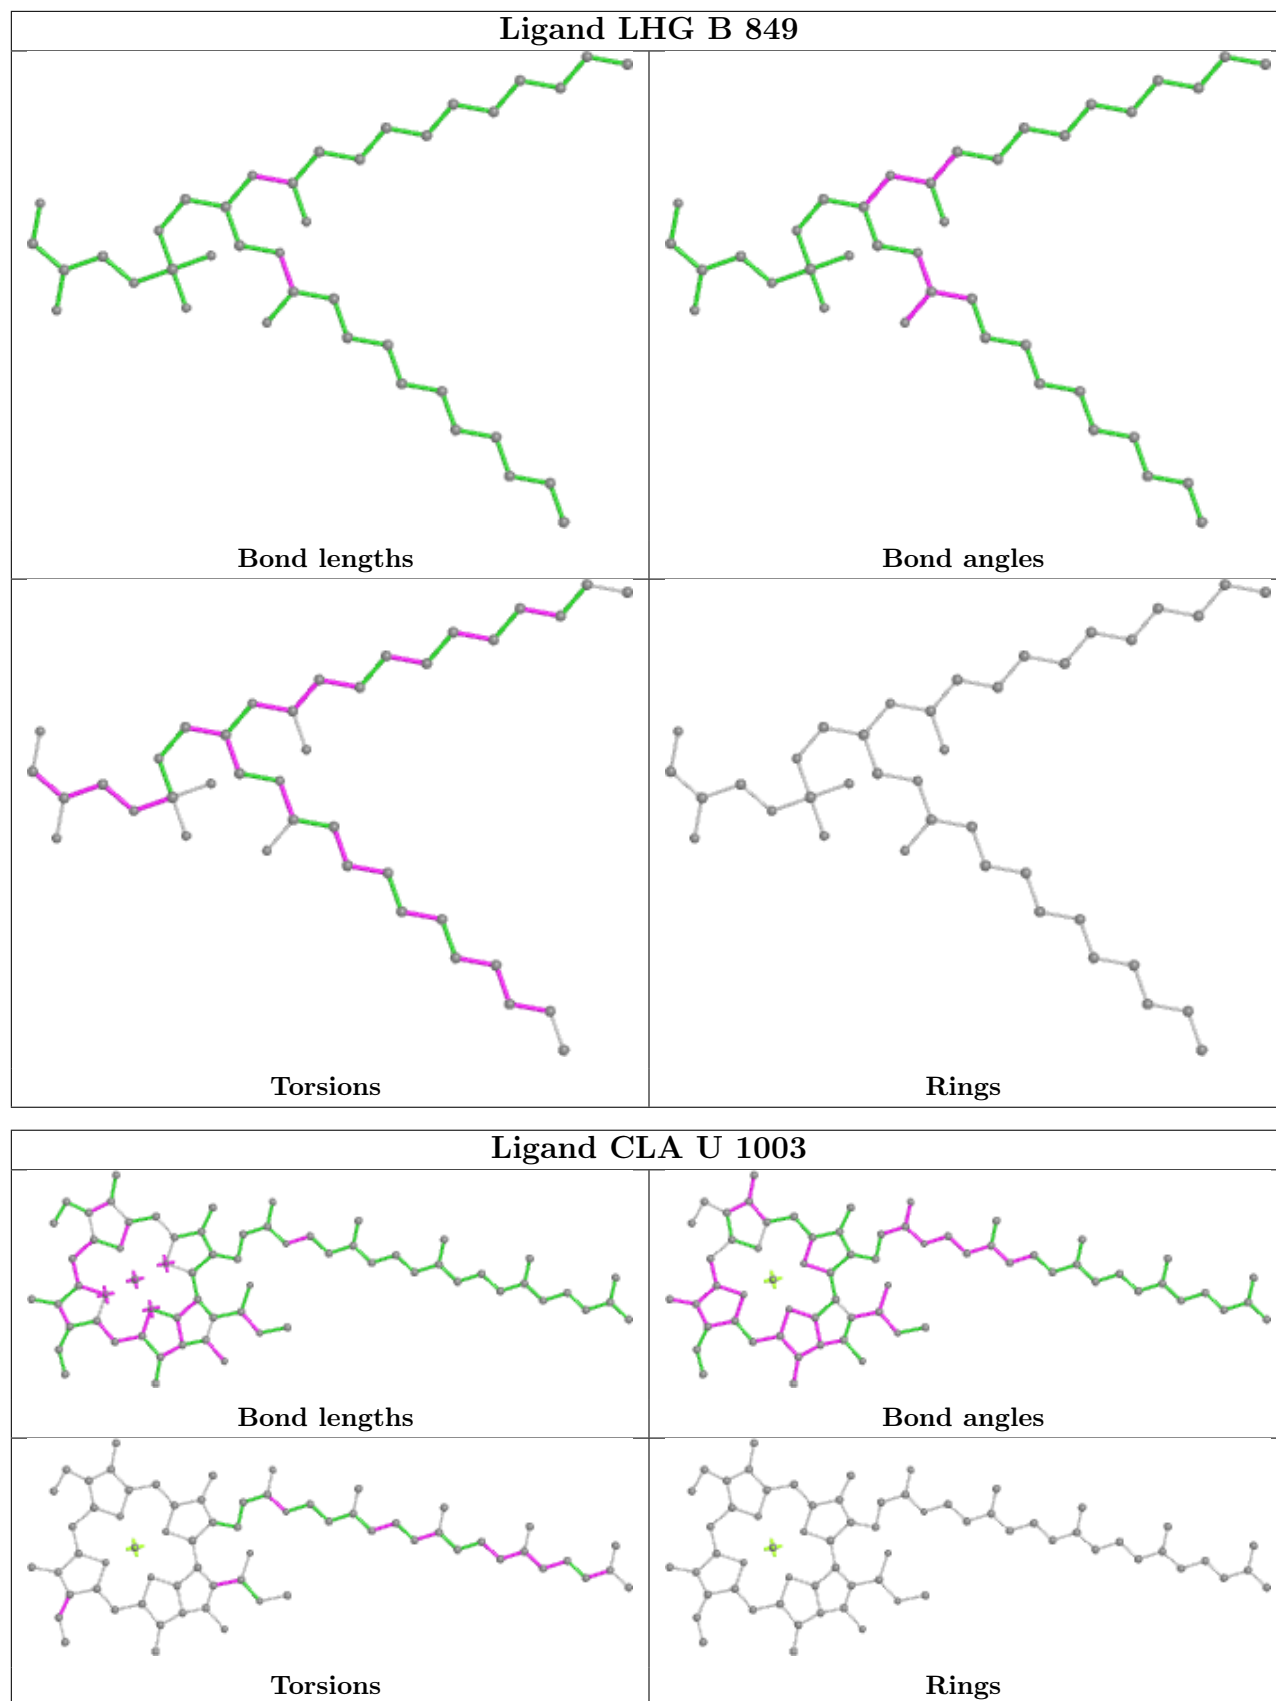 Ligand LHG B 849
Bond lengths
Bond angles
Torsions
Rings
Ligand CLA U 1003
Bond lengths
Bond angles
Torsions
Rings